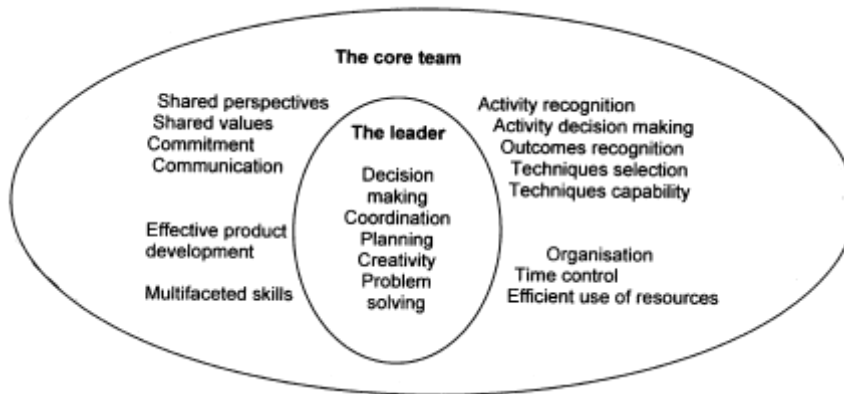 The core team
Shared perspectives
Shared values
Commitment
Communication
Effective product
development
Multifaceted skills
The leader
Decision
making
Coordination
Planning
Creativity
Problem
solving
Activity recognition
Activity decision making
Outcomes recognition
Techniques selection
Techniques capability
Organisation
Time control
Efficient use of resources